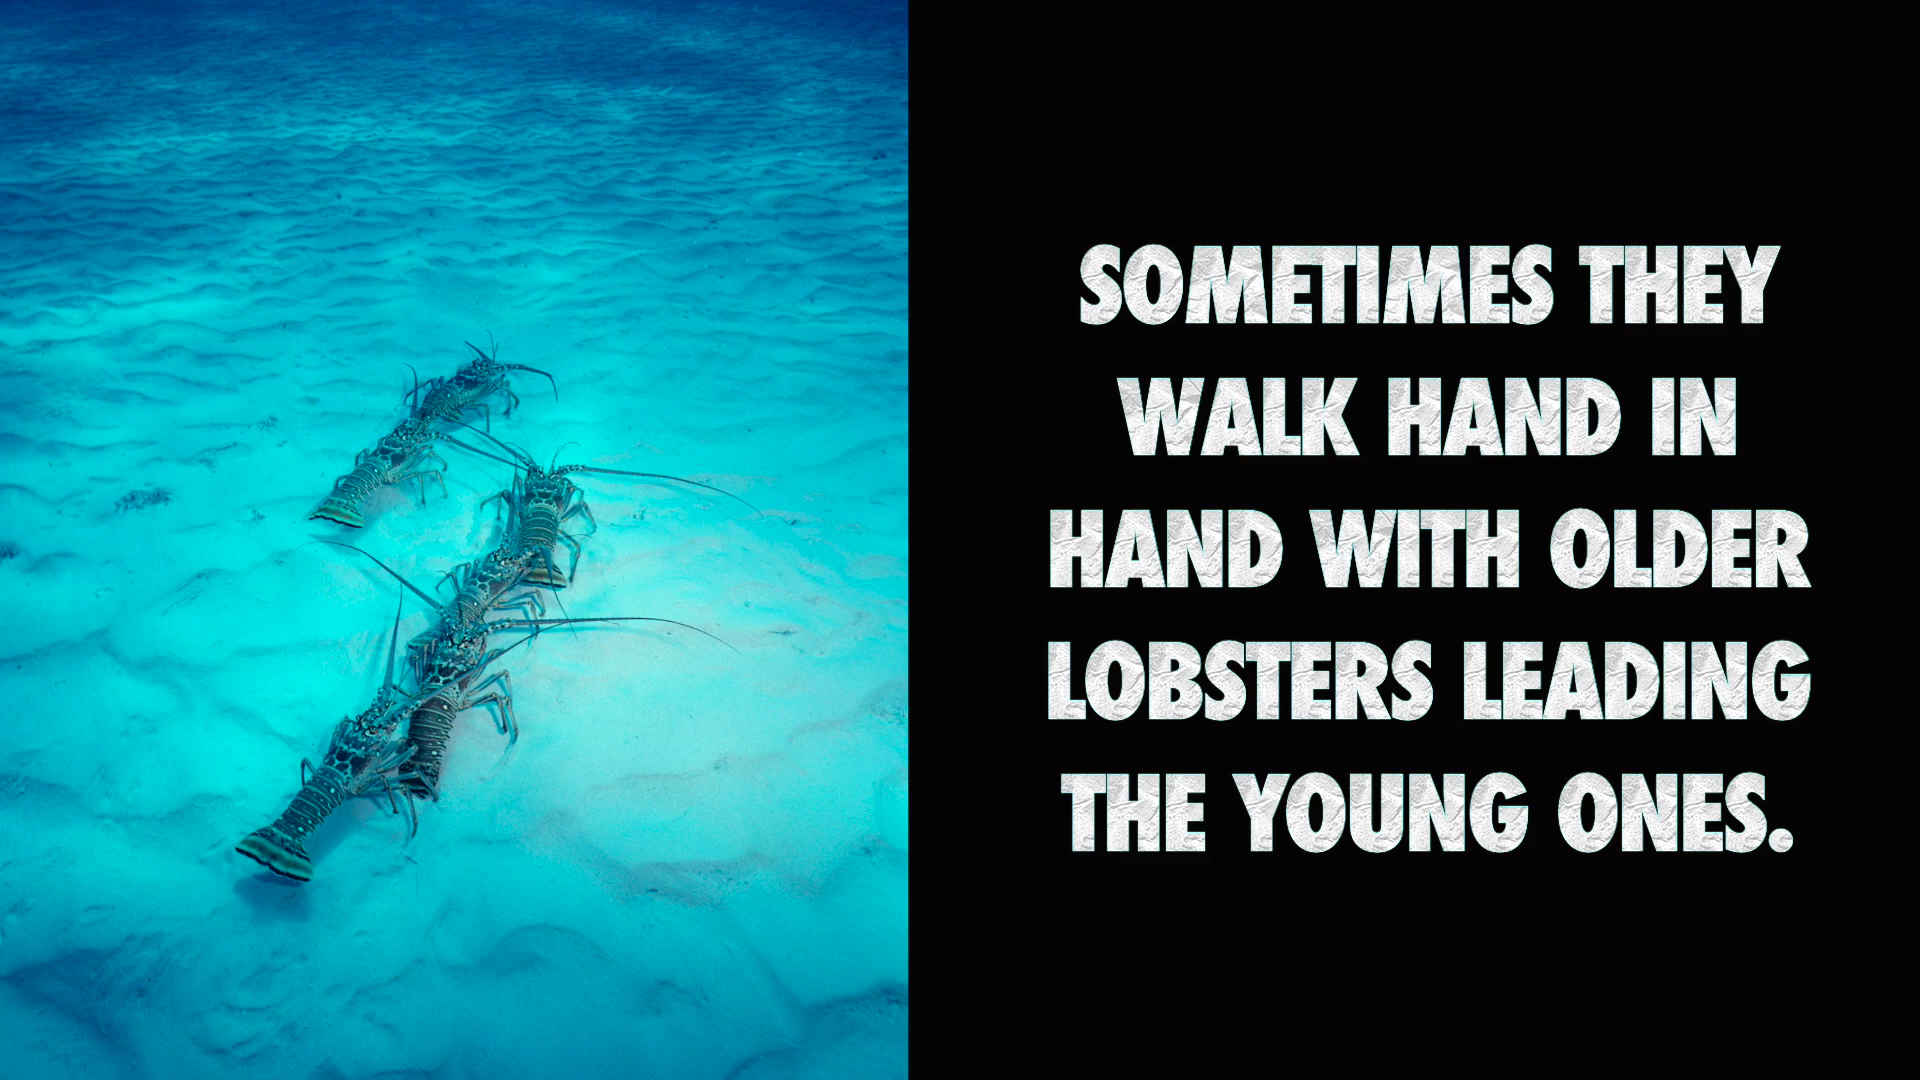 SOMETIMES THEY
WALK HAND IN
HAND WITH OLDER
LOBSTERS LEADING
THE YOUNG ONES.